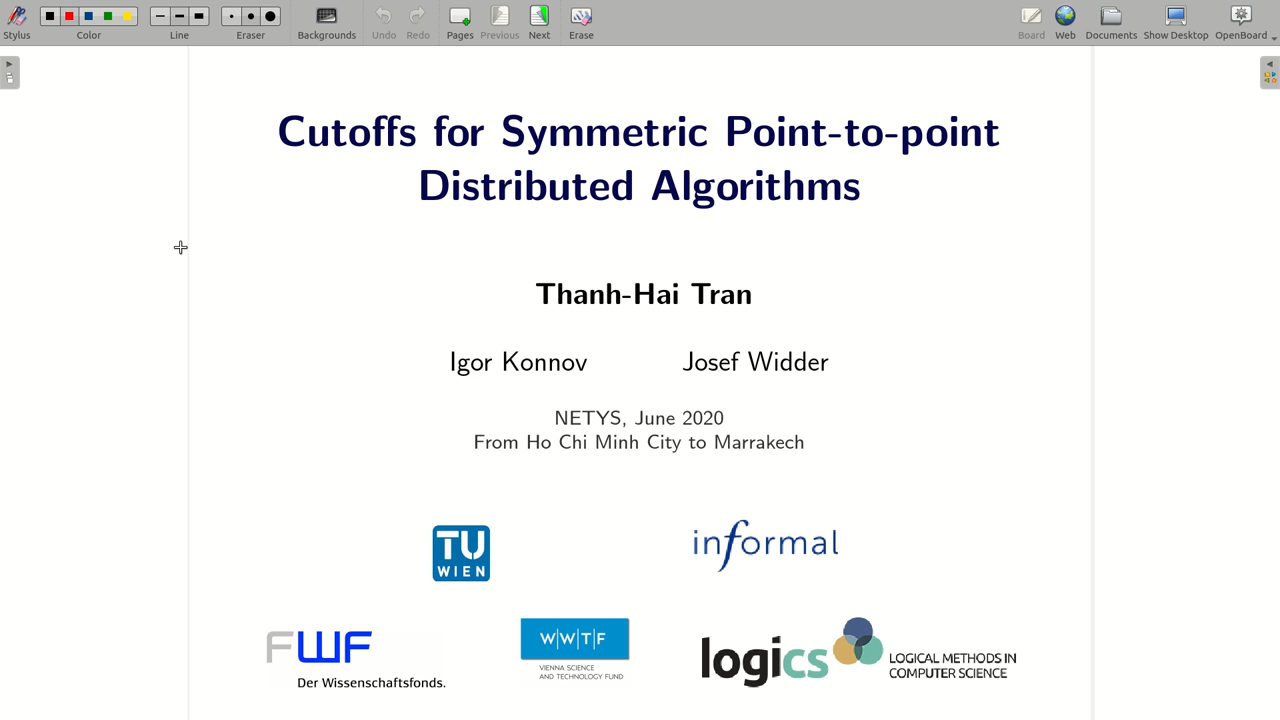 Stylus
Color
Line
Eraser
Backgrounds
Undo
Redo
Pages
Previous
Next
Erase
Board
Web
Documents
Show Desktop
OpenBoard
Cutoffs for Symmetric Point-to-point
Distributed Algorithms
Thanh-Hai Tran
Igor Konnov
Josef Widder
NETYS, June 2020
From Ho Chi Minh City to Marrakech
TU
WIEN
informal
FWF
Der Wissenschaftsfonds.
W|W|T|F
VIENNA SCIENCE
AND TECHNOLOGY FUND
logics
LOGICAL METHODS IN
COMPUTER SCIENCE